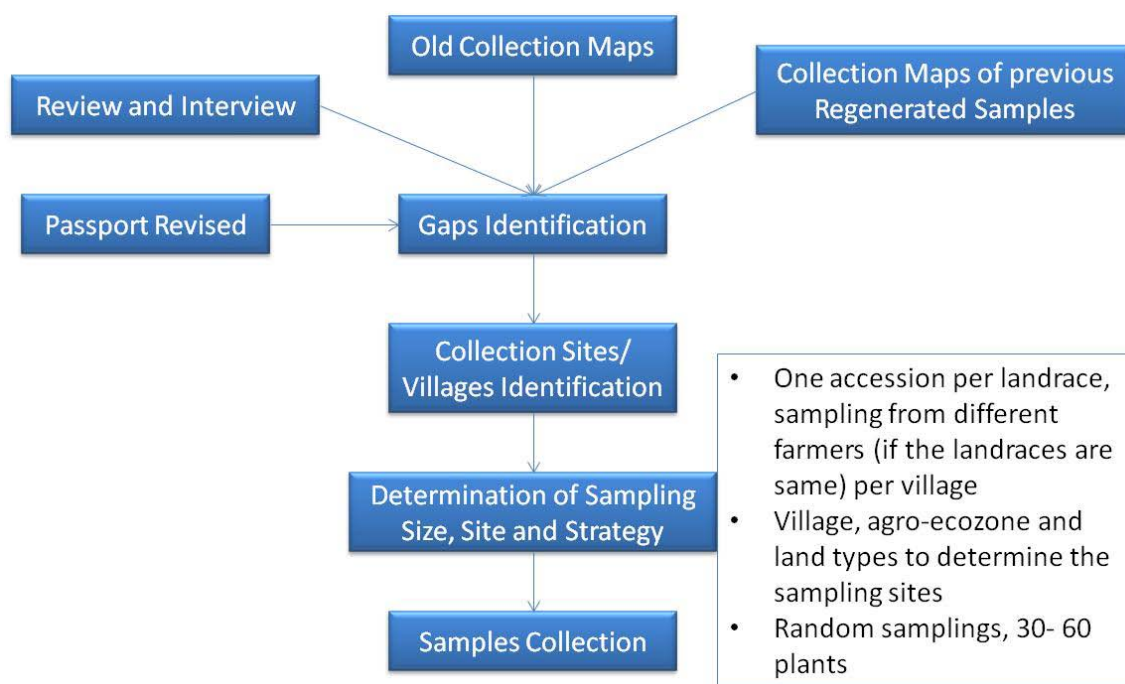 Old Collection Maps
Review and Interview
Collection Maps of previous
Regenerated Samples
Passport Revised
Gaps Identification
Collection Sites/
Villages Identification
Determination of Sampling
Size, Site and Strategy
Samples Collection
• One accession per landrace,
sampling from different
farmers (if the landraces are
same) per village
• Village, agro-ecozone and
land types to determine the
sampling sites
• Random samplings, 30- 60
plants